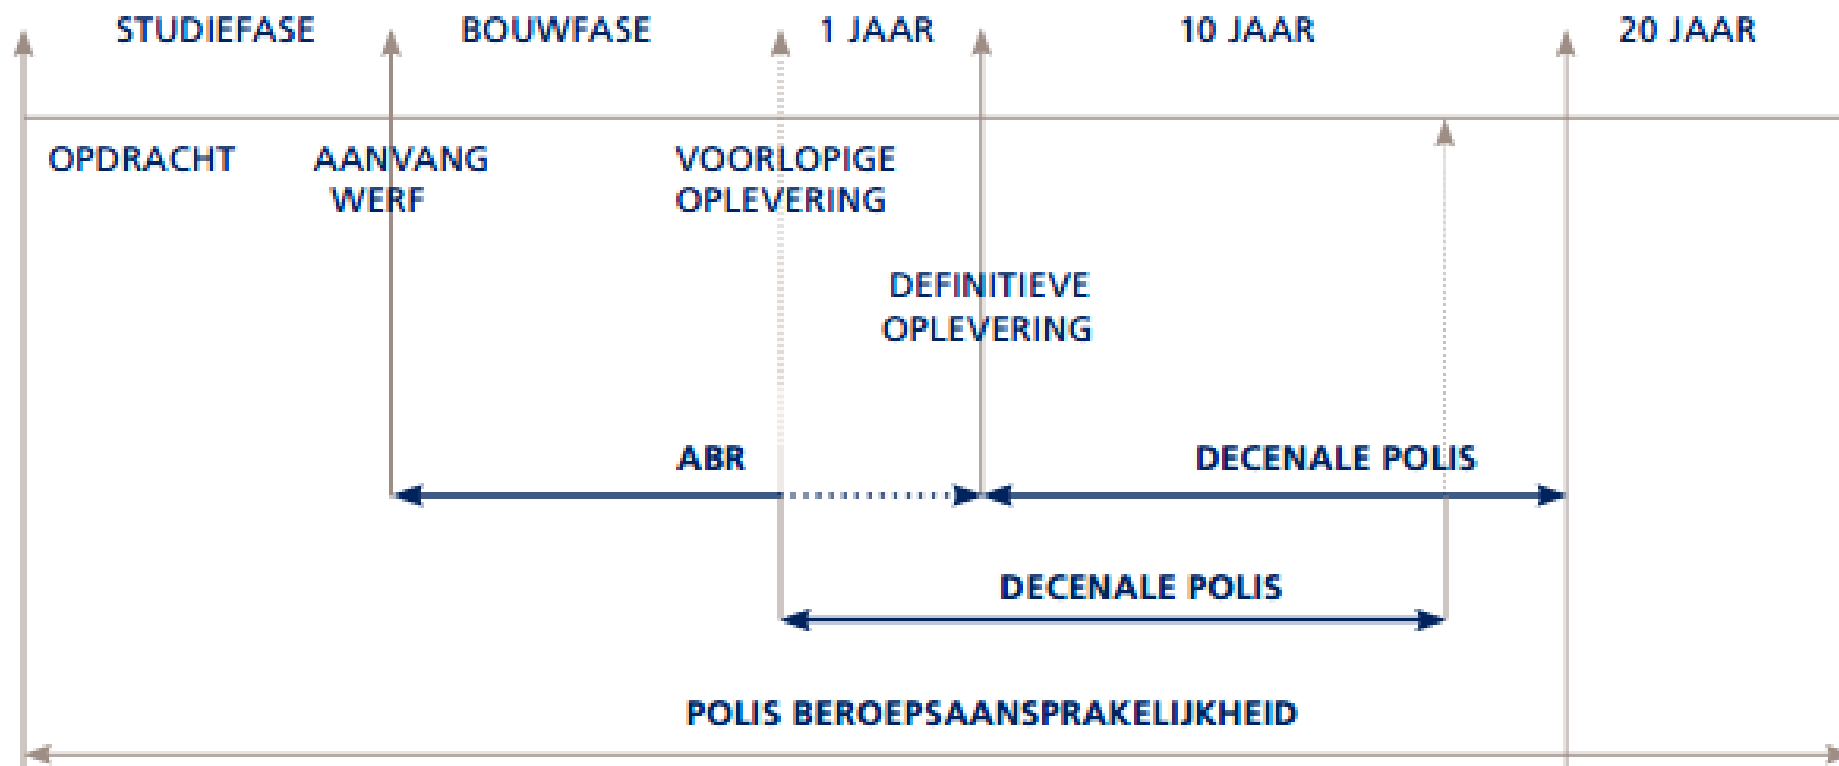 STUDIEFASE BOUWFASE 1 JAAR 10 JAAR 20 JAAR
OPDRACHT AANVANG VOORLOPIGE
WERF OPLEVERING
DEFINITIEVE
OPLEVERING
ABR DECENALE POLIS
DECENALE POLIS
POLIS BEROEPSAANSPRAKELIJKHEID